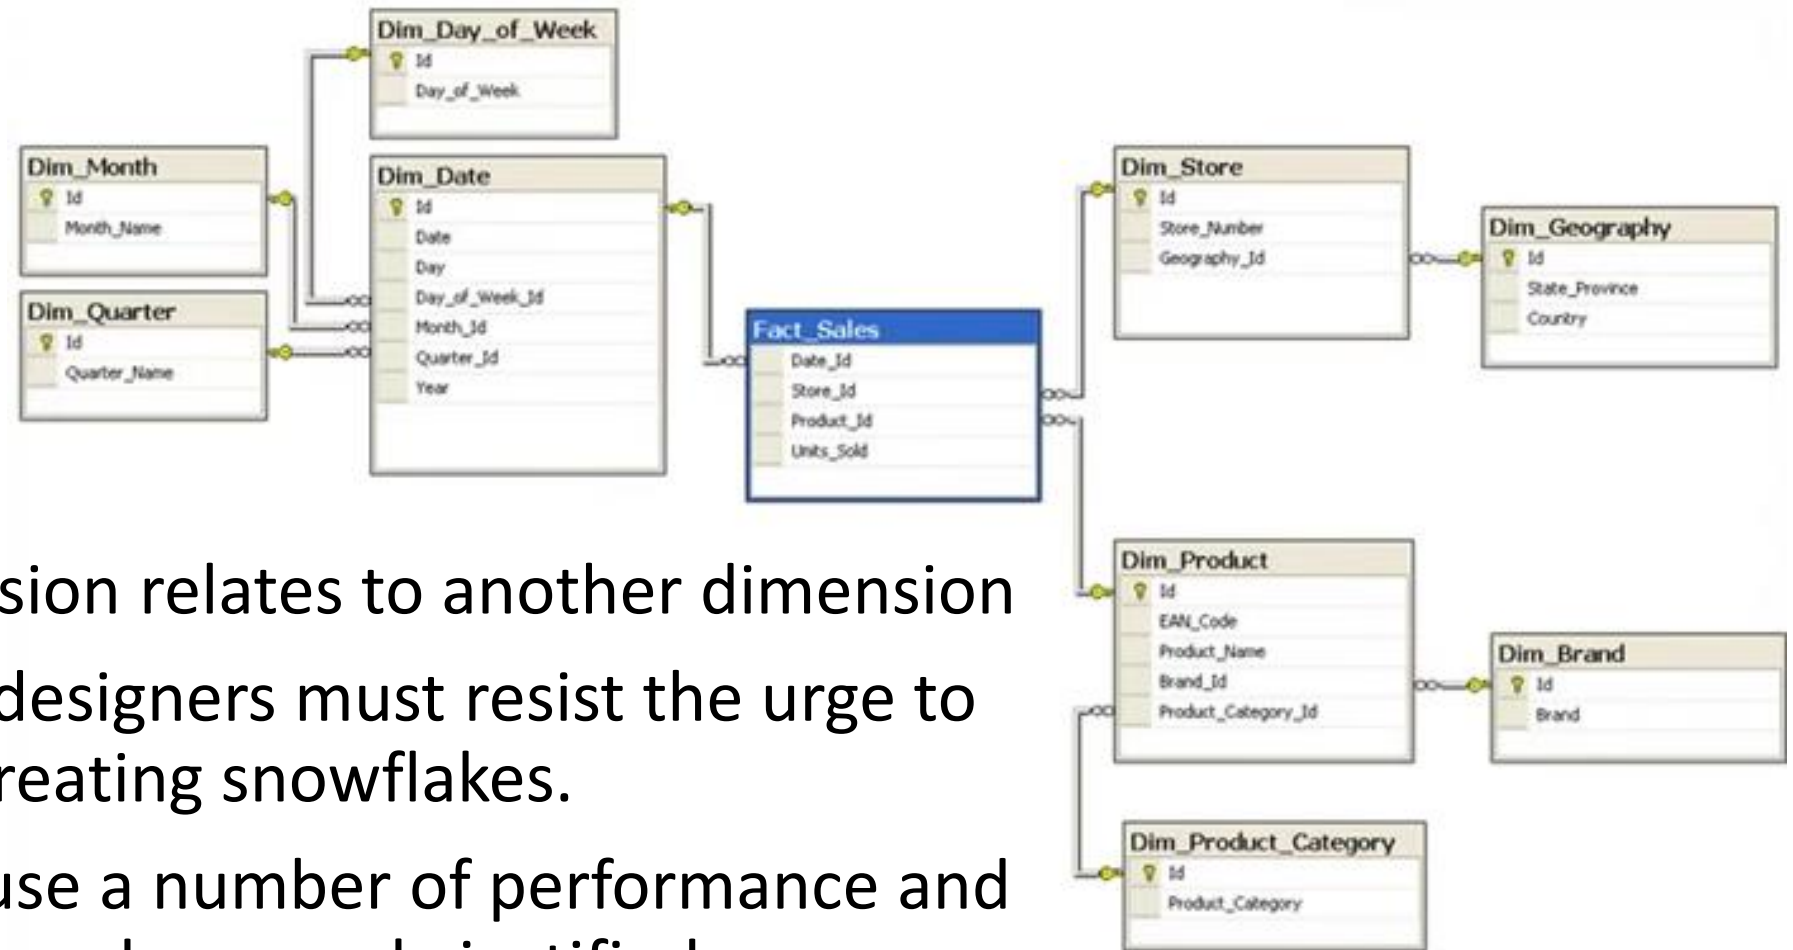 Dim_Day_of_Week
Id
Day_of_Week
Dim_Month
Id
Month_Name
Dim_Quarter
Id
Quarter_Name
Dim_Date
Id
Date
Day
Day_of_Week_Id
Month_Id
Quarter_Id
Year
Fact_Sales
Date_Id
Store_Id
Product_Id
Units_Sold
Dim_Store
Id
Store_Number
Geography_Id
Dim_Geography
Id
State_Province
Country
Dim_Product
Id
EAN_Code
Product_Name
Brand_Id
Product_Category_Id
Dim_Brand
Id
Brand
Dim_Product_Category
Id
Product_Category
sion relates to another dimension
designers must resist the urge to
reating snowflakes.
use a number of performance and